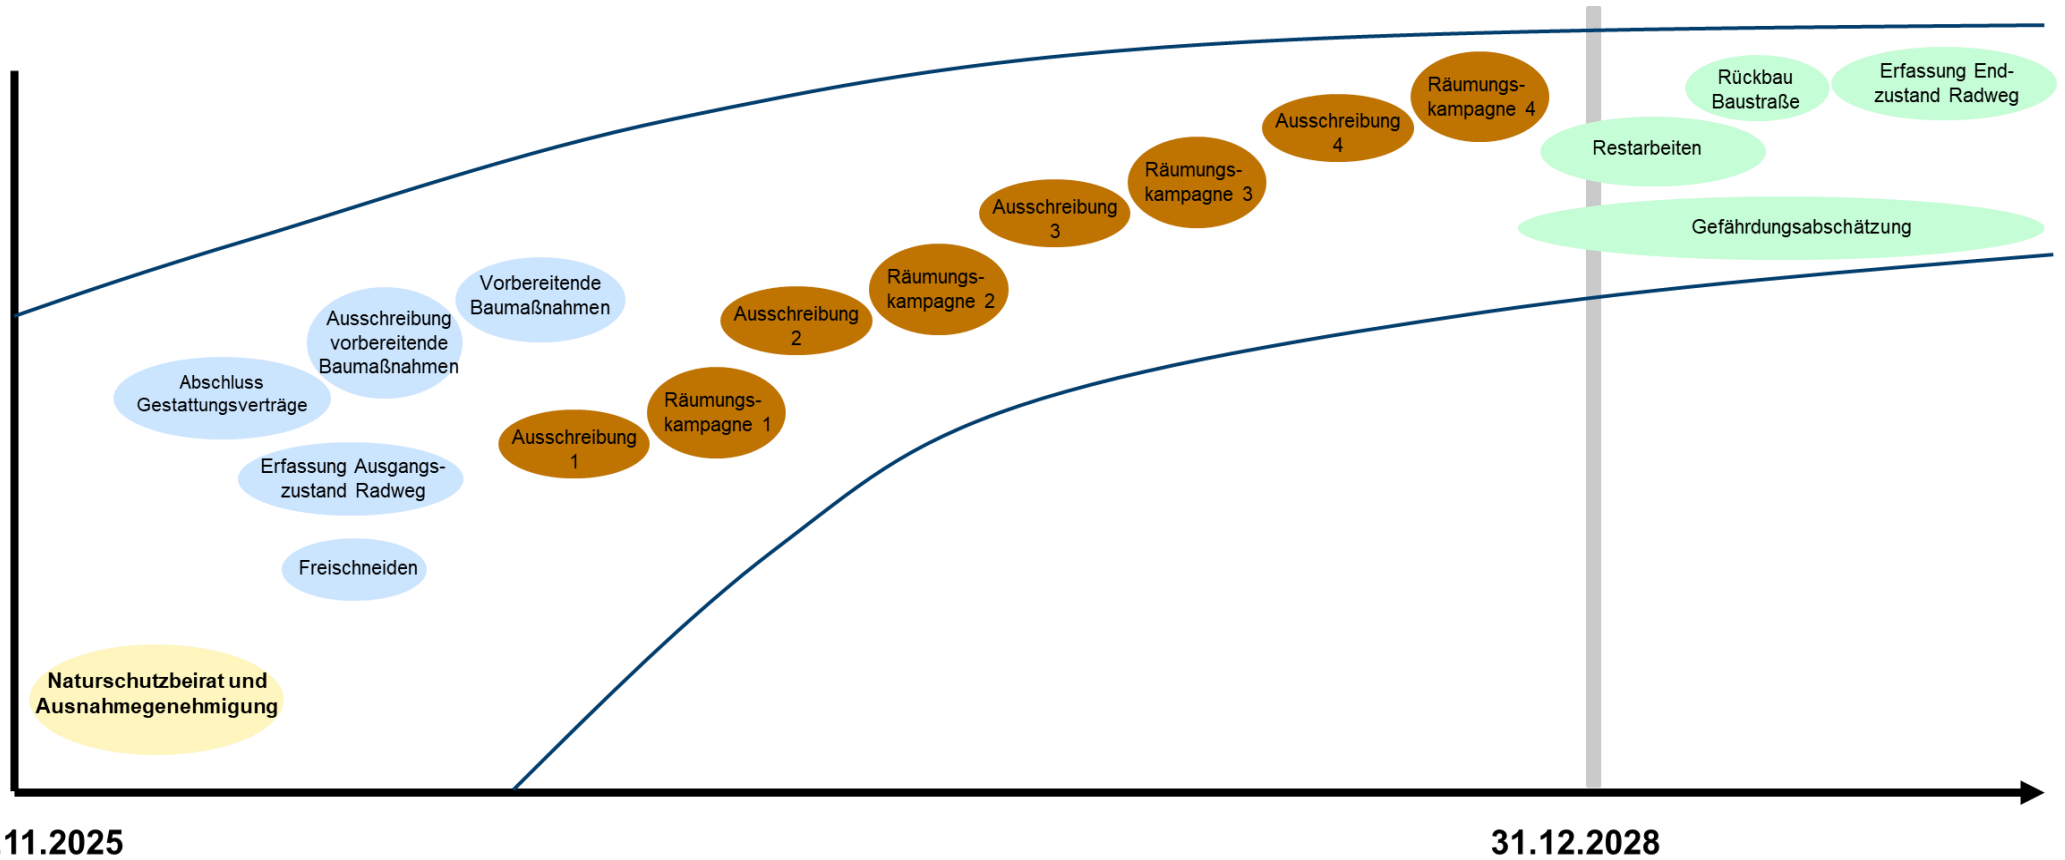 Rückbau
Baustraße
Erfassung End-
zustand Radweg
Räumungs-
kampagne 4
Ausschreibung
4
Restarbeiten
Räumungs-
kampagne 3
Ausschreibung
3
Gefährdungsabschätzung
Räumungs-
kampagne 2
Ausschreibung
2
Vorbereitende
Baumaßnahmen
Ausschreibung
vorbereitende
Baumaßnahmen
Abschluss
Gestattungsverträge
Räumungs-
kampagne 1
Ausschreibung
1
Erfassung Ausgangs-
zustand Radweg
Freischneiden
Naturschutzbeirat und
Ausnahmegenehmigung
.11.2025
31.12.2028